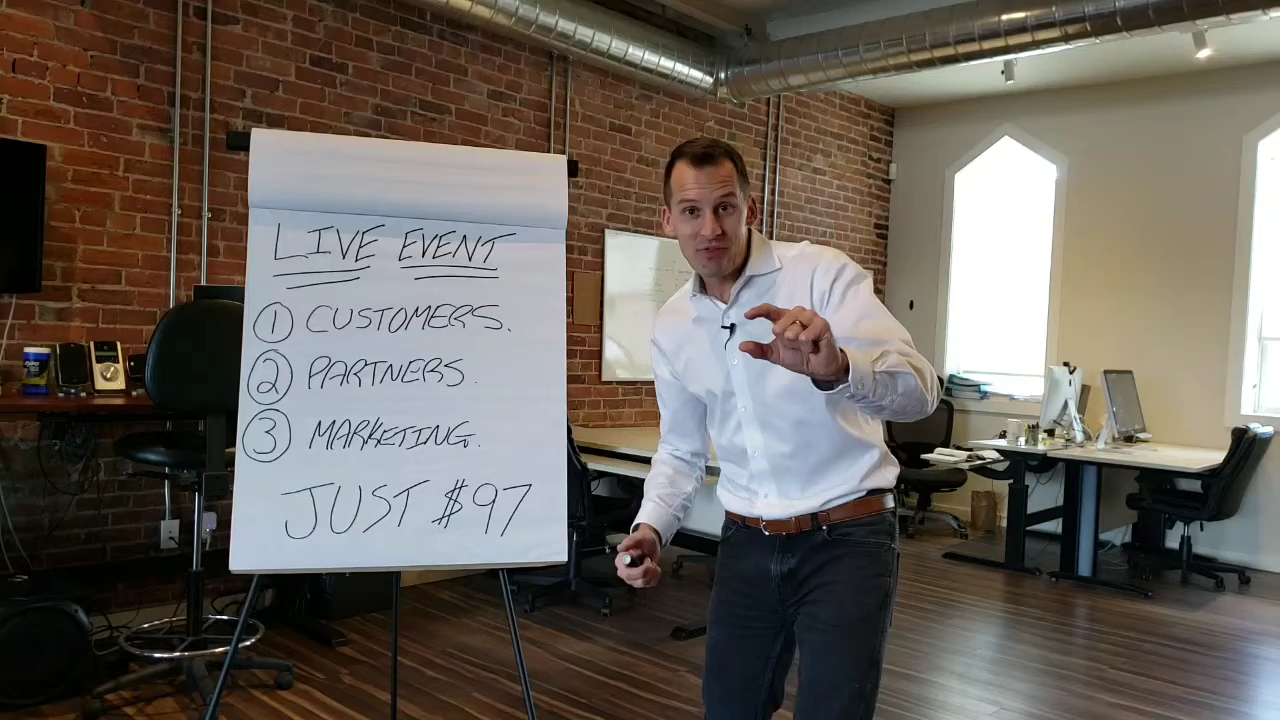 LIVE EVENT
① CUSTOMERS.
② PARTNERS.
③ MARKETING.
JUST $97